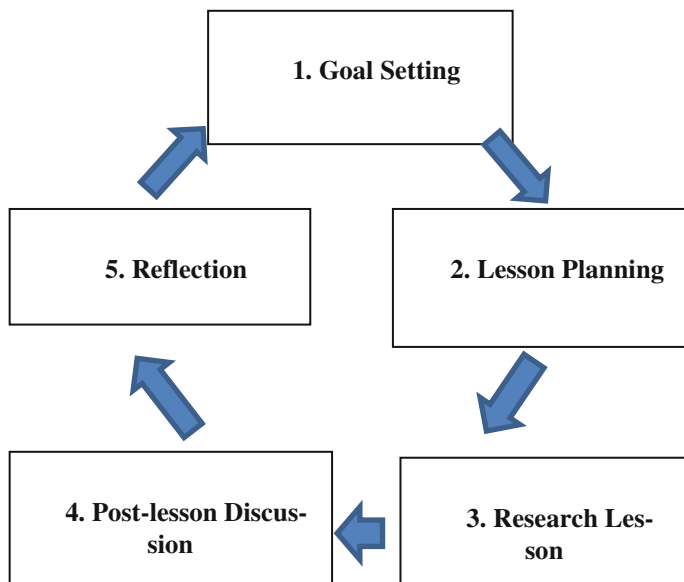 1. Goal Setting
2. Lesson Planning
3. Research Les-
son
4. Post-lesson Discus-
sion
5. Reflection